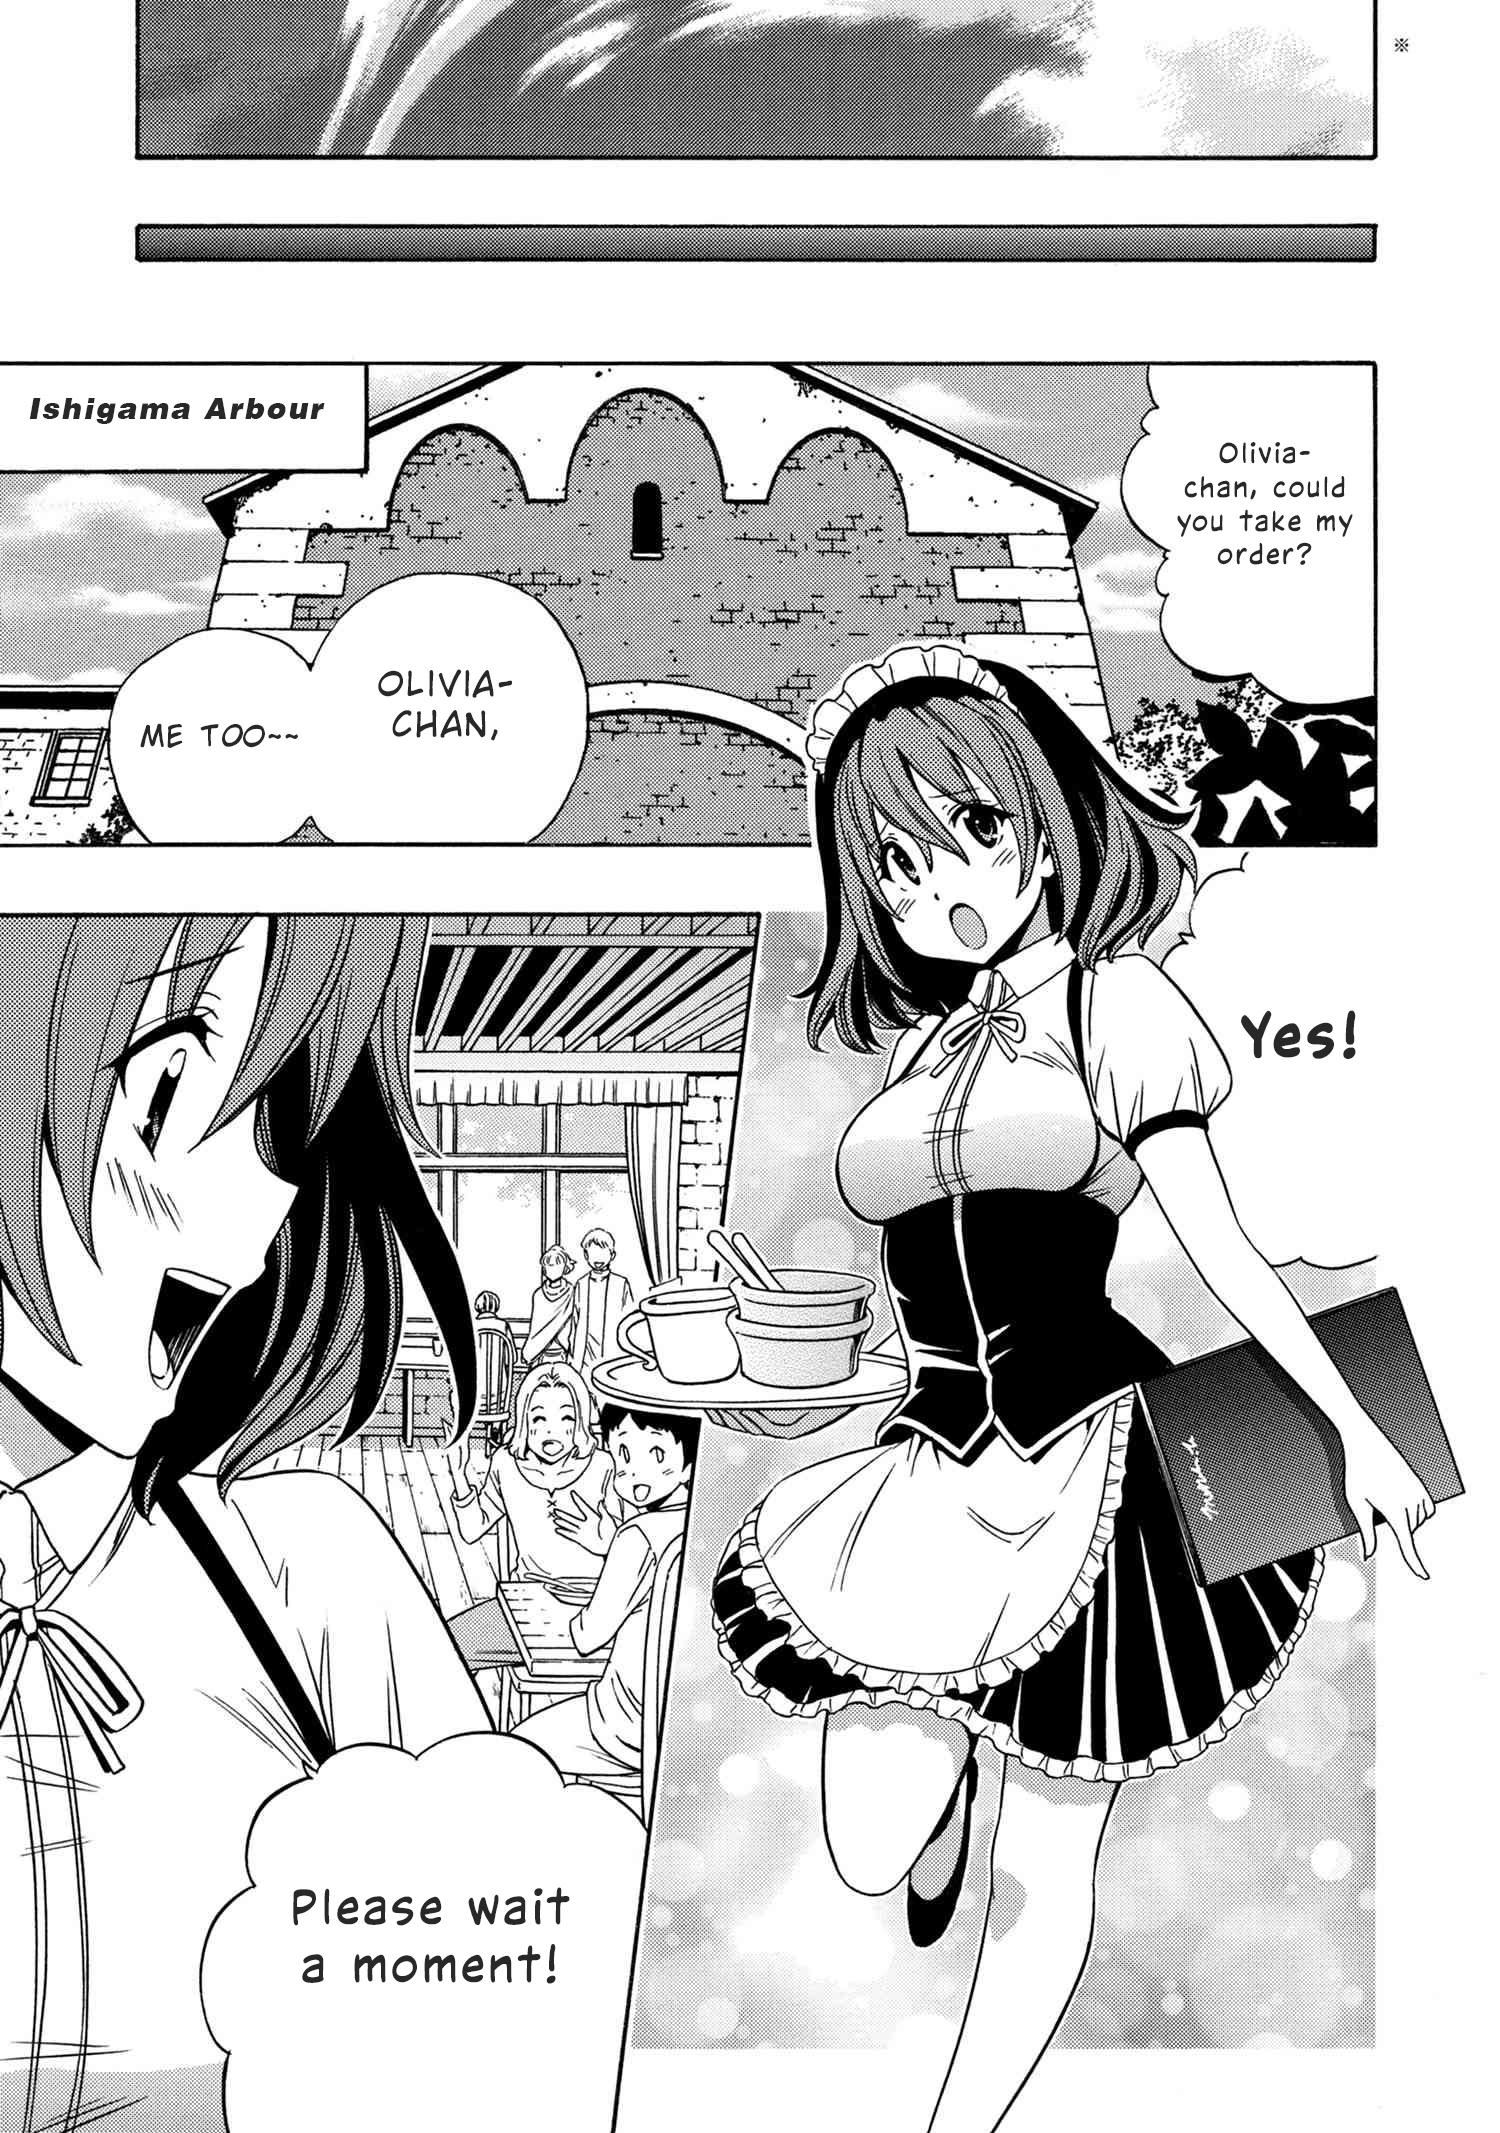 ※
Ishigama Arbour
Olivia-
chan, could
you take my
order?
OLIVIA-
CHAN,
ME TOO~~
Yes!
Please wait
a moment!